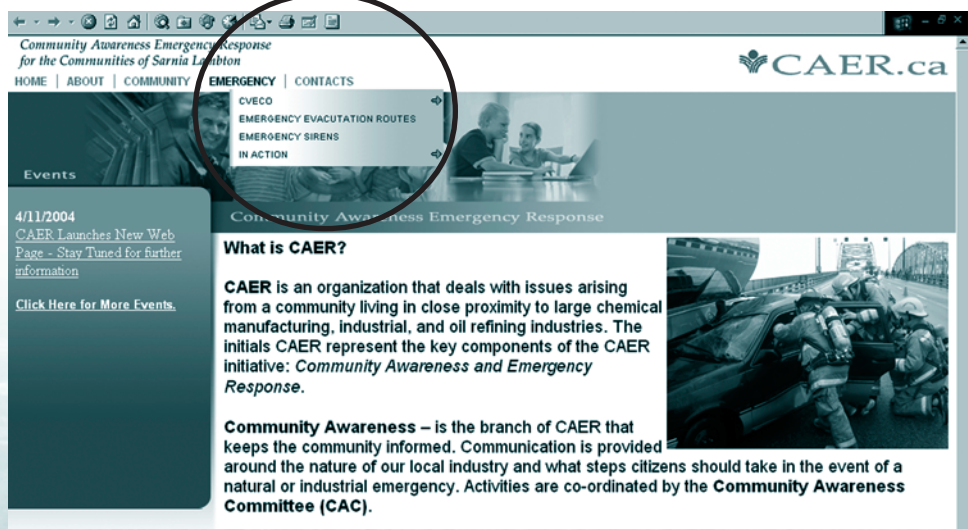 Community Awareness Emergency Response
for the Communities of Sarnia Lambton
CAER.ca
HOME | ABOUT | COMMUNITY | EMERGENCY | CONTACTS
CVECO
EMERGENCY EVACUTATION ROUTES
EMERGENCY SIRENS
IN ACTION
Events
Community Awareness Emergency Response
4/11/2004
CAER Launches New Web
Page - Stay Tuned for further
information
Click Here for More Events.
What is CAER?
CAER is an organization that deals with issues arising
from a community living in close proximity to large chemical
manufacturing, industrial, and oil refining industries. The
initials CAER represent the key components of the CAER
initiative: Community Awareness and Emergency
Response.
Community Awareness – is the branch of CAER that
keeps the community informed. Communication is provided
around the nature of our local industry and what steps citizens should take in the event of a
natural or industrial emergency. Activities are co-ordinated by the Community Awareness
Committee (CAC).